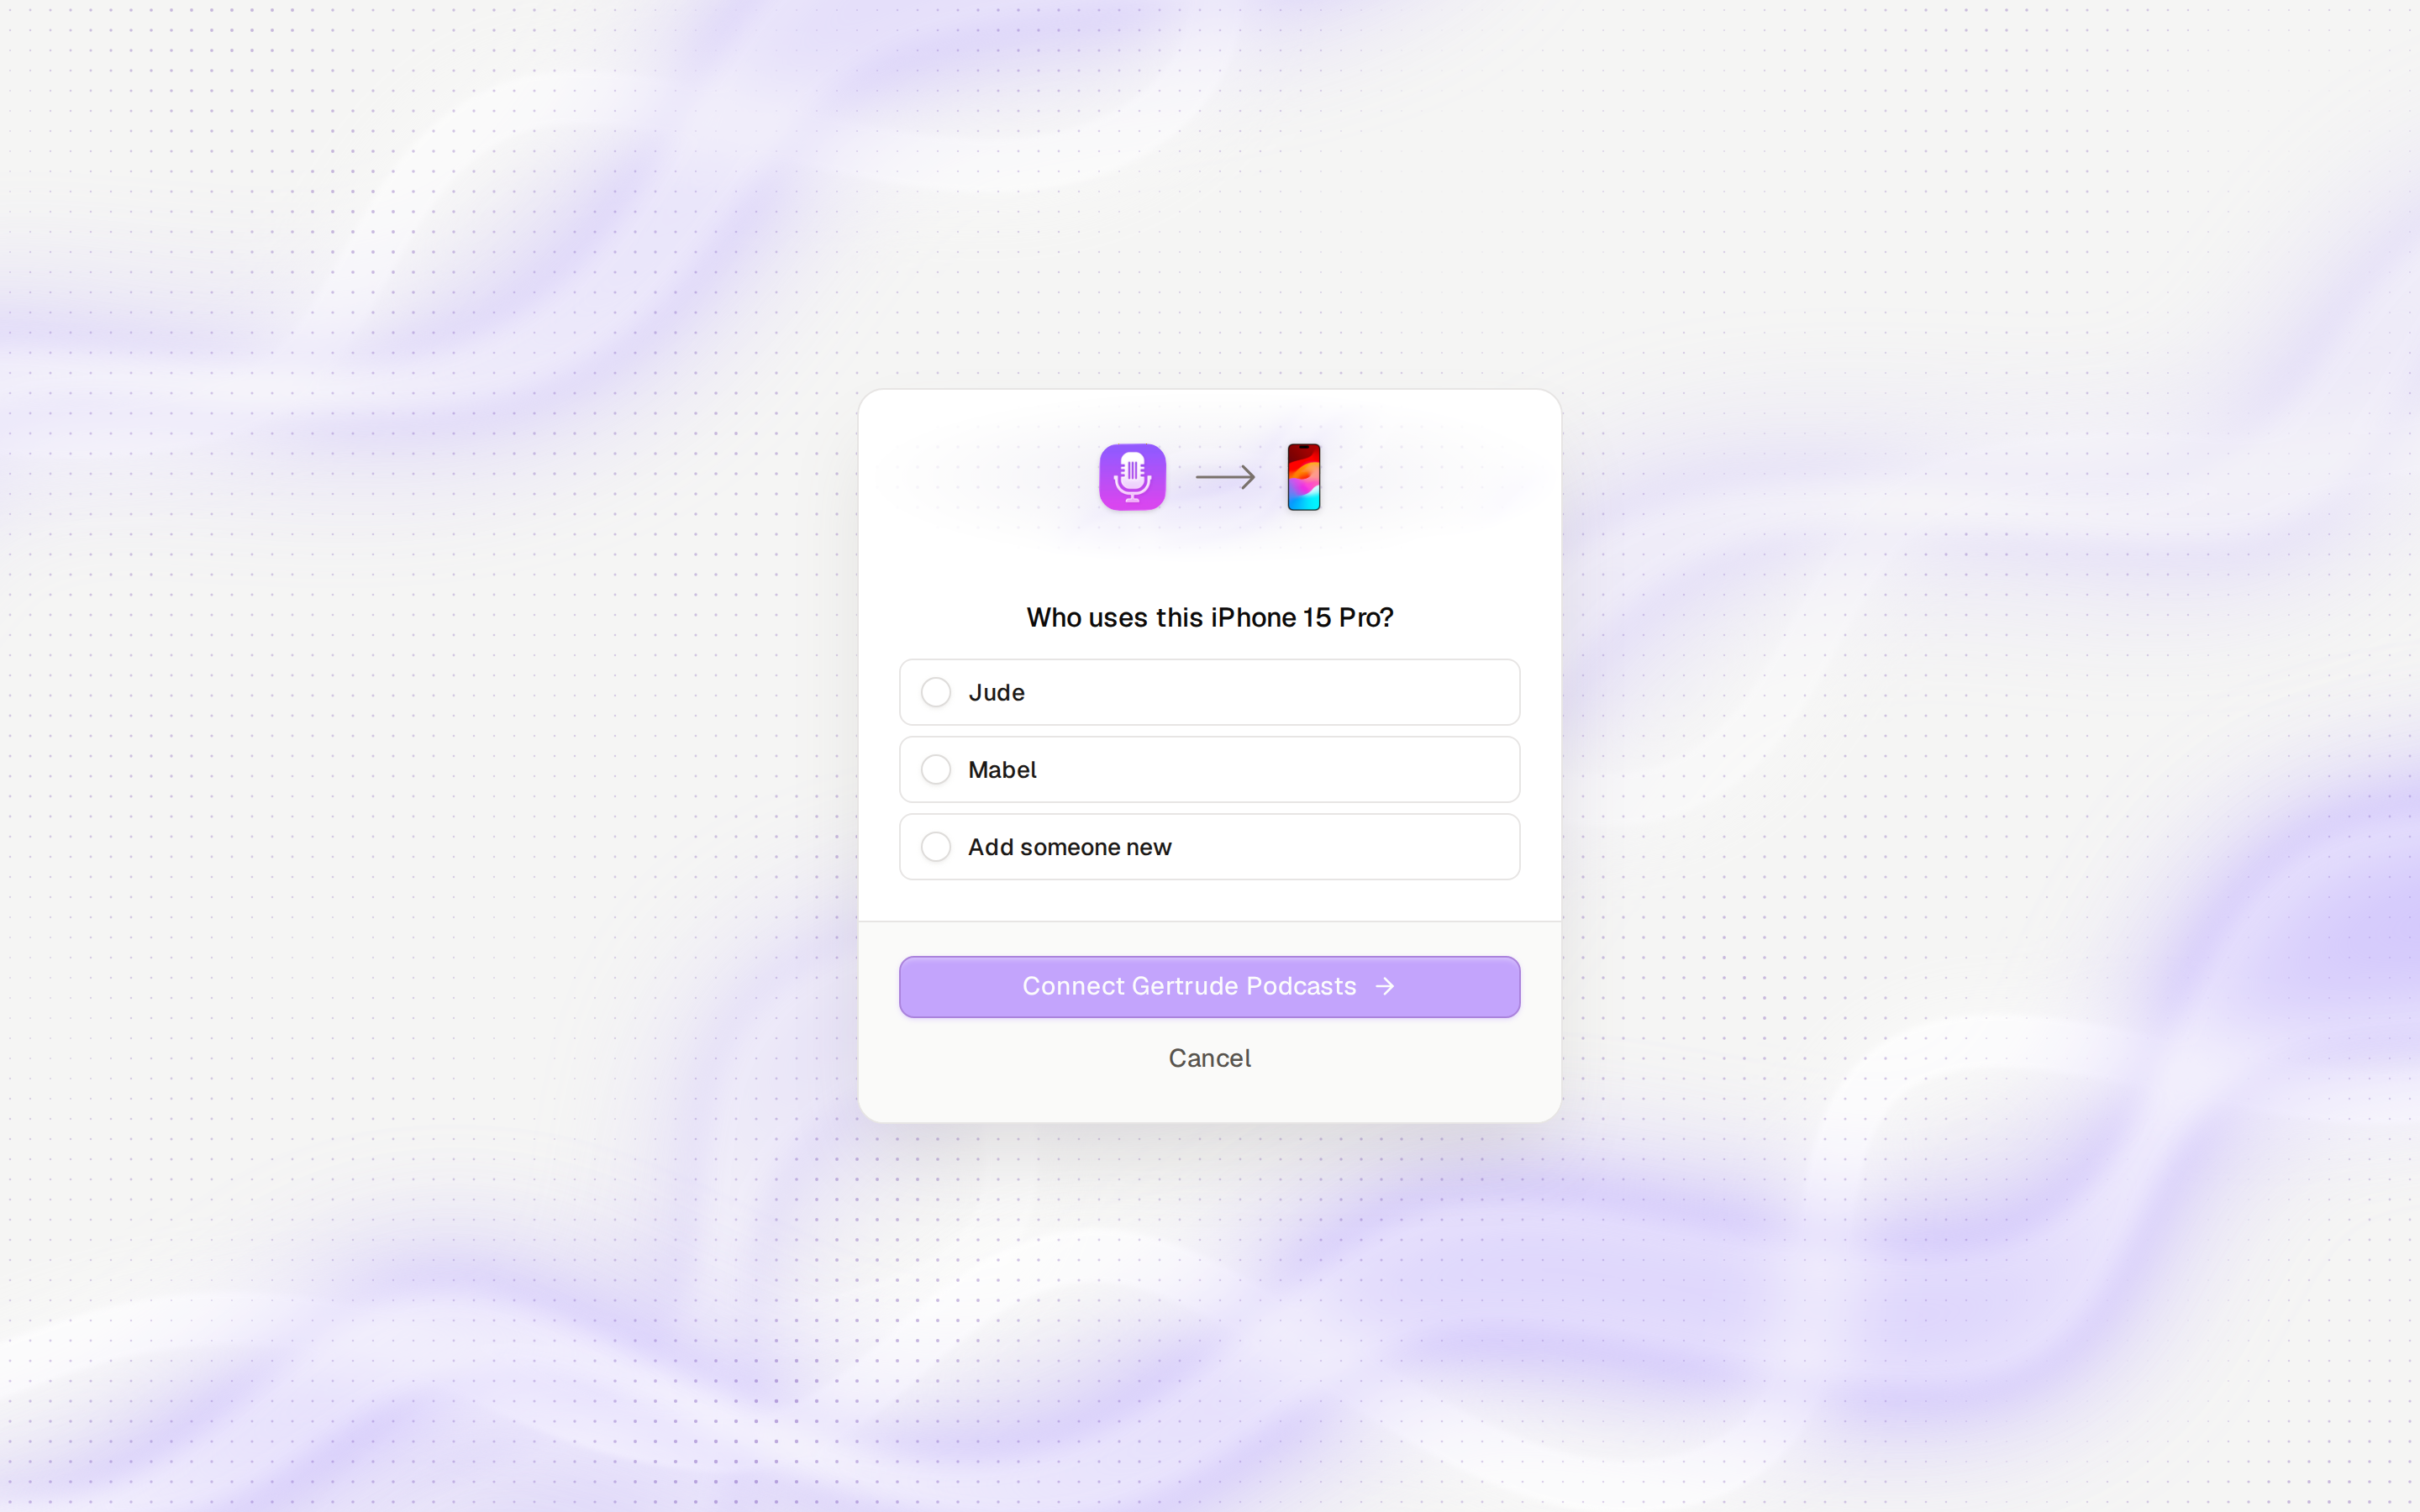 Who uses this iPhone 15 Pro?
Jude
Mabel
Add someone new
Connect Gertrude Podcasts
Cancel